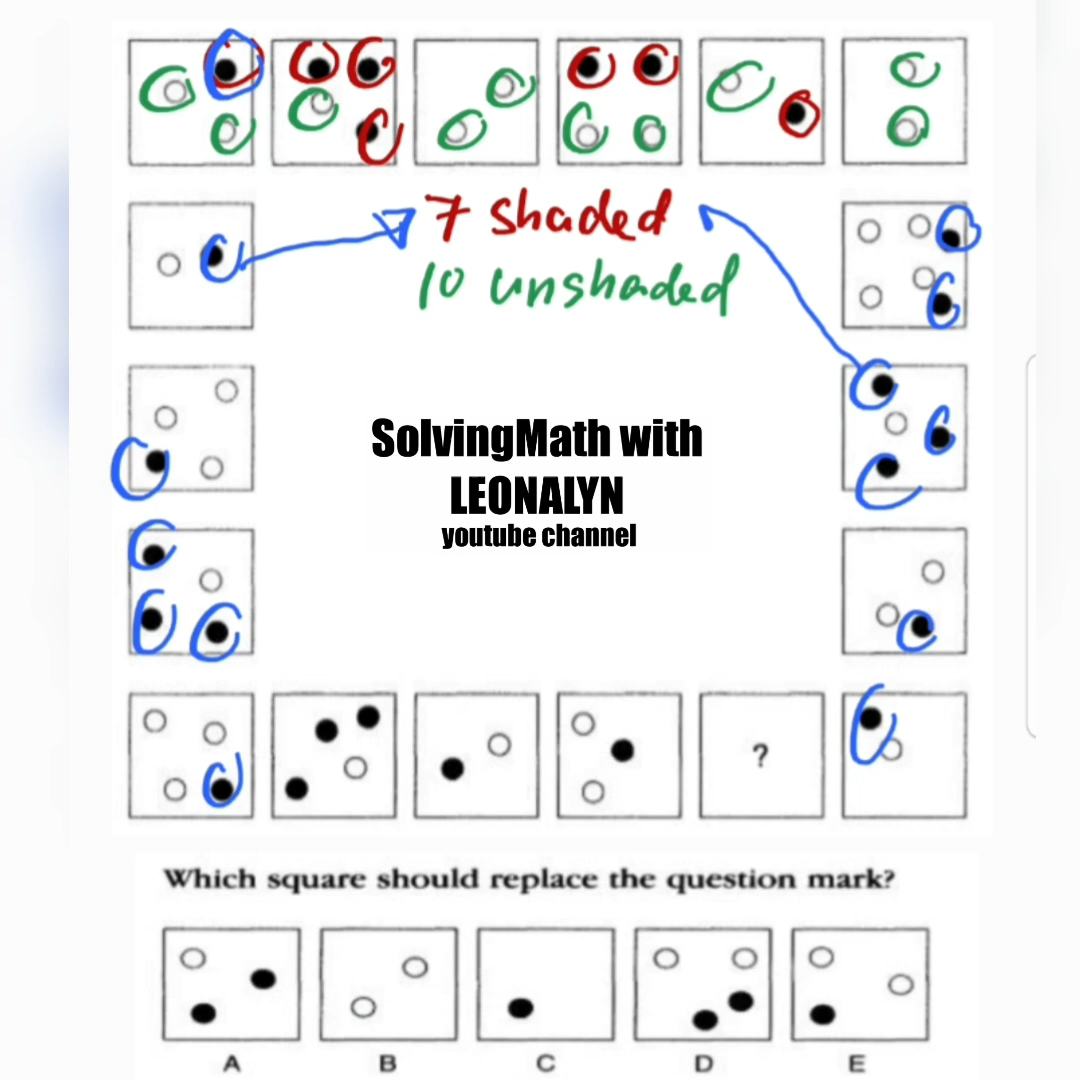 7 shaded
10 unshaded
SolvingMath with
LEONALYN
youtube channel
?
Which square should replace the question mark?
A B C D E